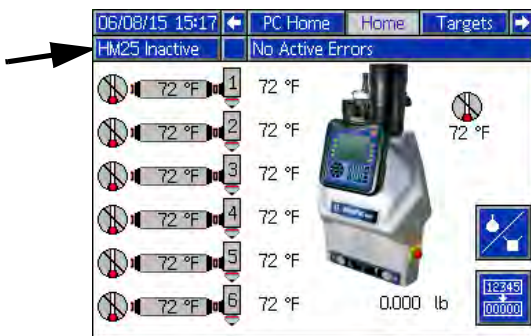 06/08/15 15:17 PC Home Home Targets
HM25 Inactive No Active Errors
72 °F 1 72 °F
72 °F
72 °F 2 72 °F
72 °F 3 72 °F
72 °F 4 72 °F
72 °F 5 72 °F
72 °F 6 72 °F
0.000 lb
12345
00000